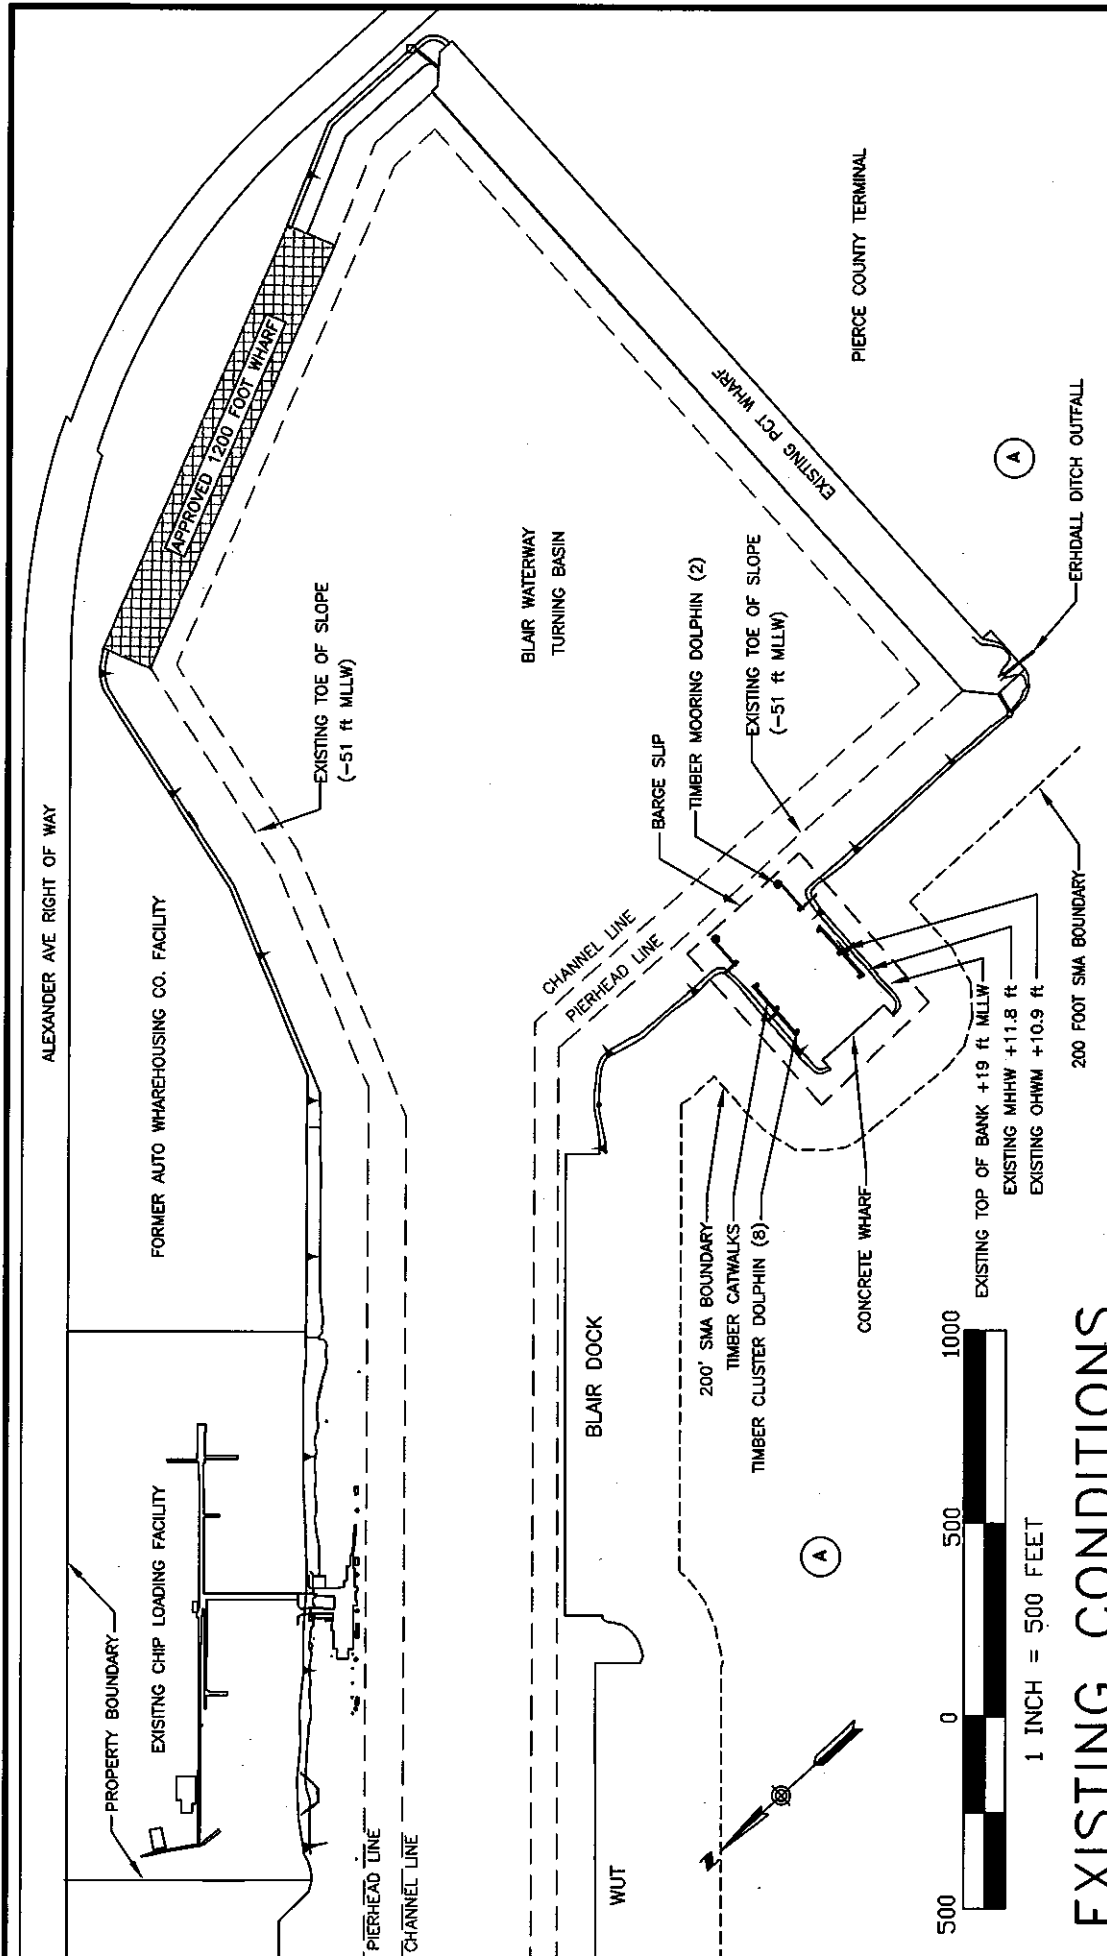 ALEXANDER AVE RIGHT OF WAY
PROPERTY BOUNDARY
EXISITNG CHIP LOADING FACILITY
FORMER AUTO WHAREHOUSING CO. FACILITY
APPROVED 1200 FOOT WHARF
EXISTING TOE OF SLOPE
(-51 ft MLLW)
PIERHEAD LINE
CHANNEL LINE
BLAIR WATERWAY
TURNING BASIN
EXISTING PCT WHARF
PIERCE COUNTY TERMINAL
CHANNEL LINE
PIERHEAD LINE
BARGE SLIP
TIMBER MOORING DOLPHIN (2)
EXISTING TOE OF SLOPE
(-51 ft MLLW)
WUT
BLAIR DOCK
200' SMA BOUNDARY
TIMBER CATWALKS
TIMBER CLUSTER DOLPHIN (8)
CONCRETE WHARF
A
A
ERHDALL DITCH OUTFALL
EXISTING TOP OF BANK +19 ft MLLW
EXISTING MHHW +11.8 ft
EXISTING OHWM +10.9 ft
200 FOOT SMA BOUNDARY
N
500 0 500 1000
1 INCH = 500 FEET
EXISTING CONDITIONS